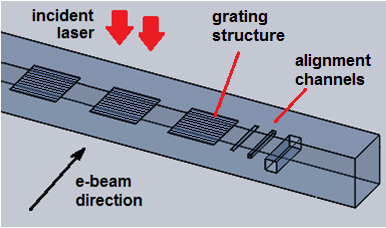 incident
laser
grating
structure
alignment
channels
e-beam
direction